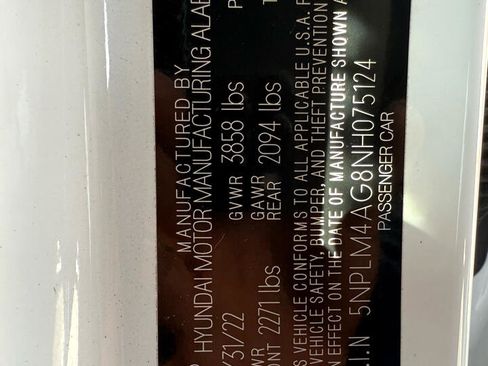 MANUFACTURED BY
HYUNDAI MOTOR MANUFACTURING ALAB
/31/22 GVWR 3858 lbs
GAWR
2271 lbs REAR 2094 lbs
VEHICLE CONFORMS TO ALL APPLICABLE U.S.A. F
VEHICLE SAFETY, BUMPER, AND THEFT PREVENTION
EFFECT ON THE DATE OF MANUFACTURE SHOWN A
.I.N 5NPLM4AG8NH075124
PASSENGER CAR